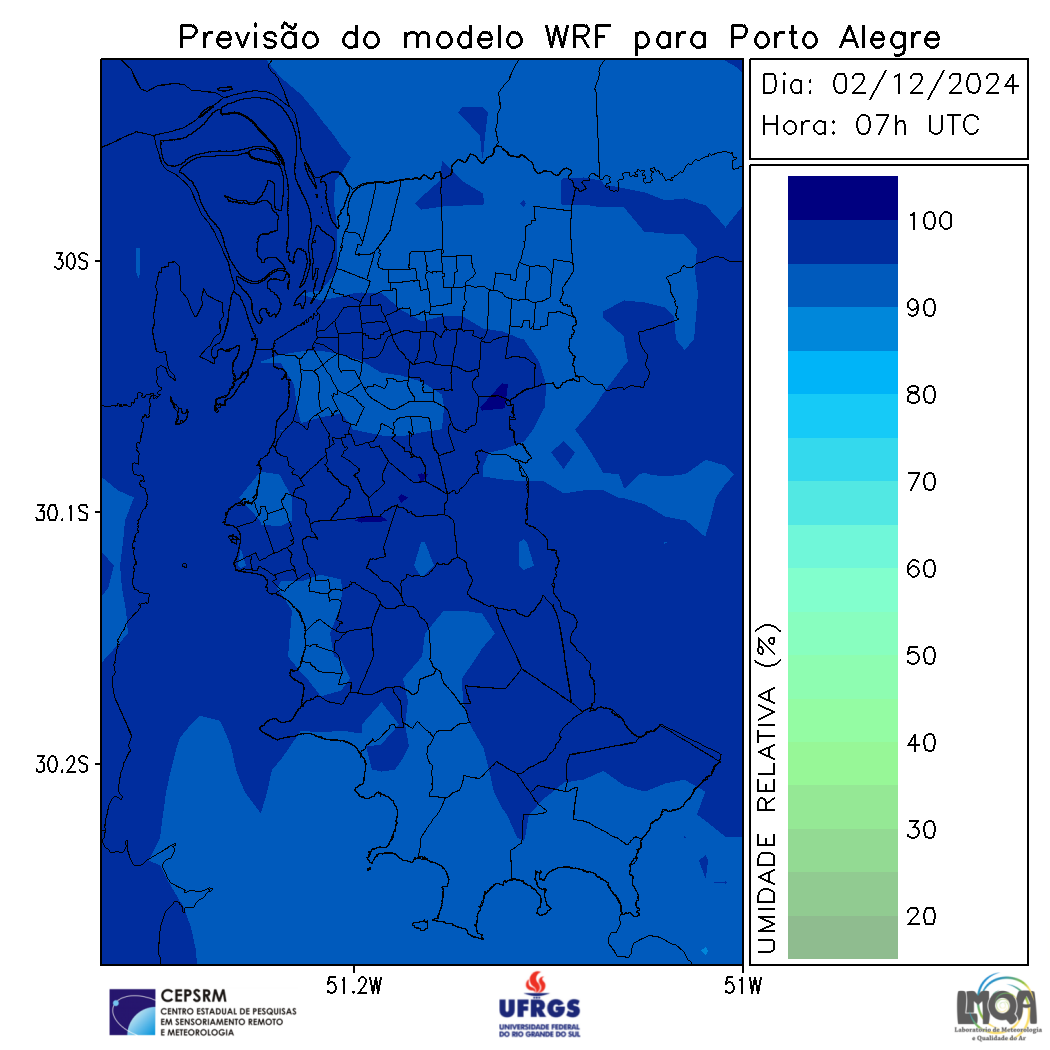 Previsão do modelo WRF para Porto Alegre
Dia: 02/12/2024
Hora: 07h UTC
100
90
80
70
60
50
40
30
20
UMIDADE RELATIVA (%)
30S
30.1S
30.2S
51.2W
51W
CEPSRM
CENTRO ESTADUAL DE PESQUISAS
EM SENSORIAMENTO REMOTO
E METEOROLOGIA
UFRGS
UNIVERSIDADE FEDERAL
DO RIO GRANDE DO SUL
LMQA
Laboratório de Meteorologia
e Qualidade do Ar